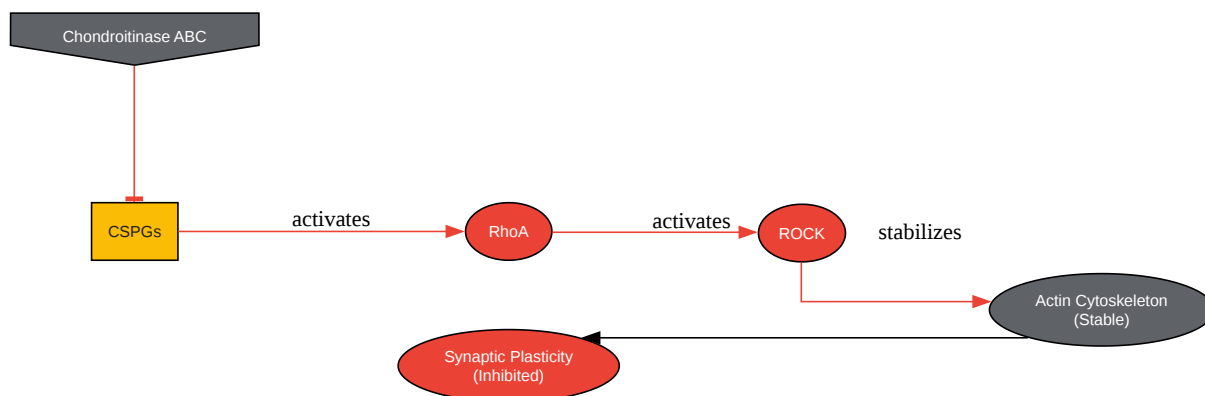 Chondroitinase ABC
activates
activates
CSPGs
RhoA
ROCK
stabilizes
Actin Cytoskeleton
(Stable)
Synaptic Plasticity
(Inhibited)